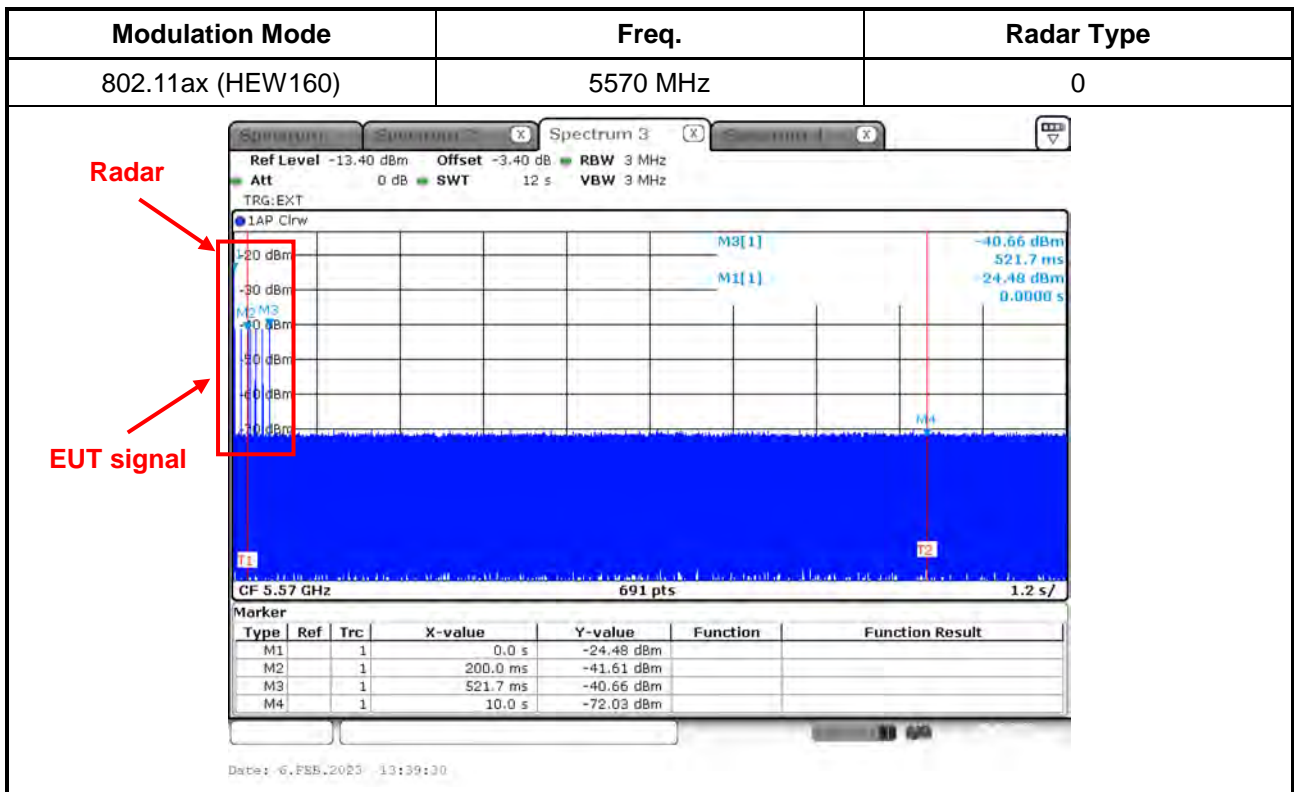 Modulation Mode Freq. Radar Type
802.11ax (HEW160) 5570 MHz 0
Spectrum 3
Ref Level -13.40 dBm Offset -3.40 dB RBW 3 MHz
Att 0 dB SWT 12 s VBW 3 MHz
TRG:EXT
1AP Clrw
Radar
EUT signal
M3[1] -40.66 dBm
521.7 ms
M1[1] -24.48 dBm
0.0000 s
-20 dBm
-30 dBm
M2 M3
-40 dBm
-50 dBm
-60 dBm
-70 dBm
M4
T1 T2
CF 5.57 GHz 691 pts 1.2 s/
Marker
Type Ref Trc X-value Y-value Function Function Result
M1 1 0.0 s -24.48 dBm
M2 1 200.0 ms -41.61 dBm
M3 1 521.7 ms -40.66 dBm
M4 1 10.0 s -72.03 dBm
Date: 6.FEB.2023 13:39:30